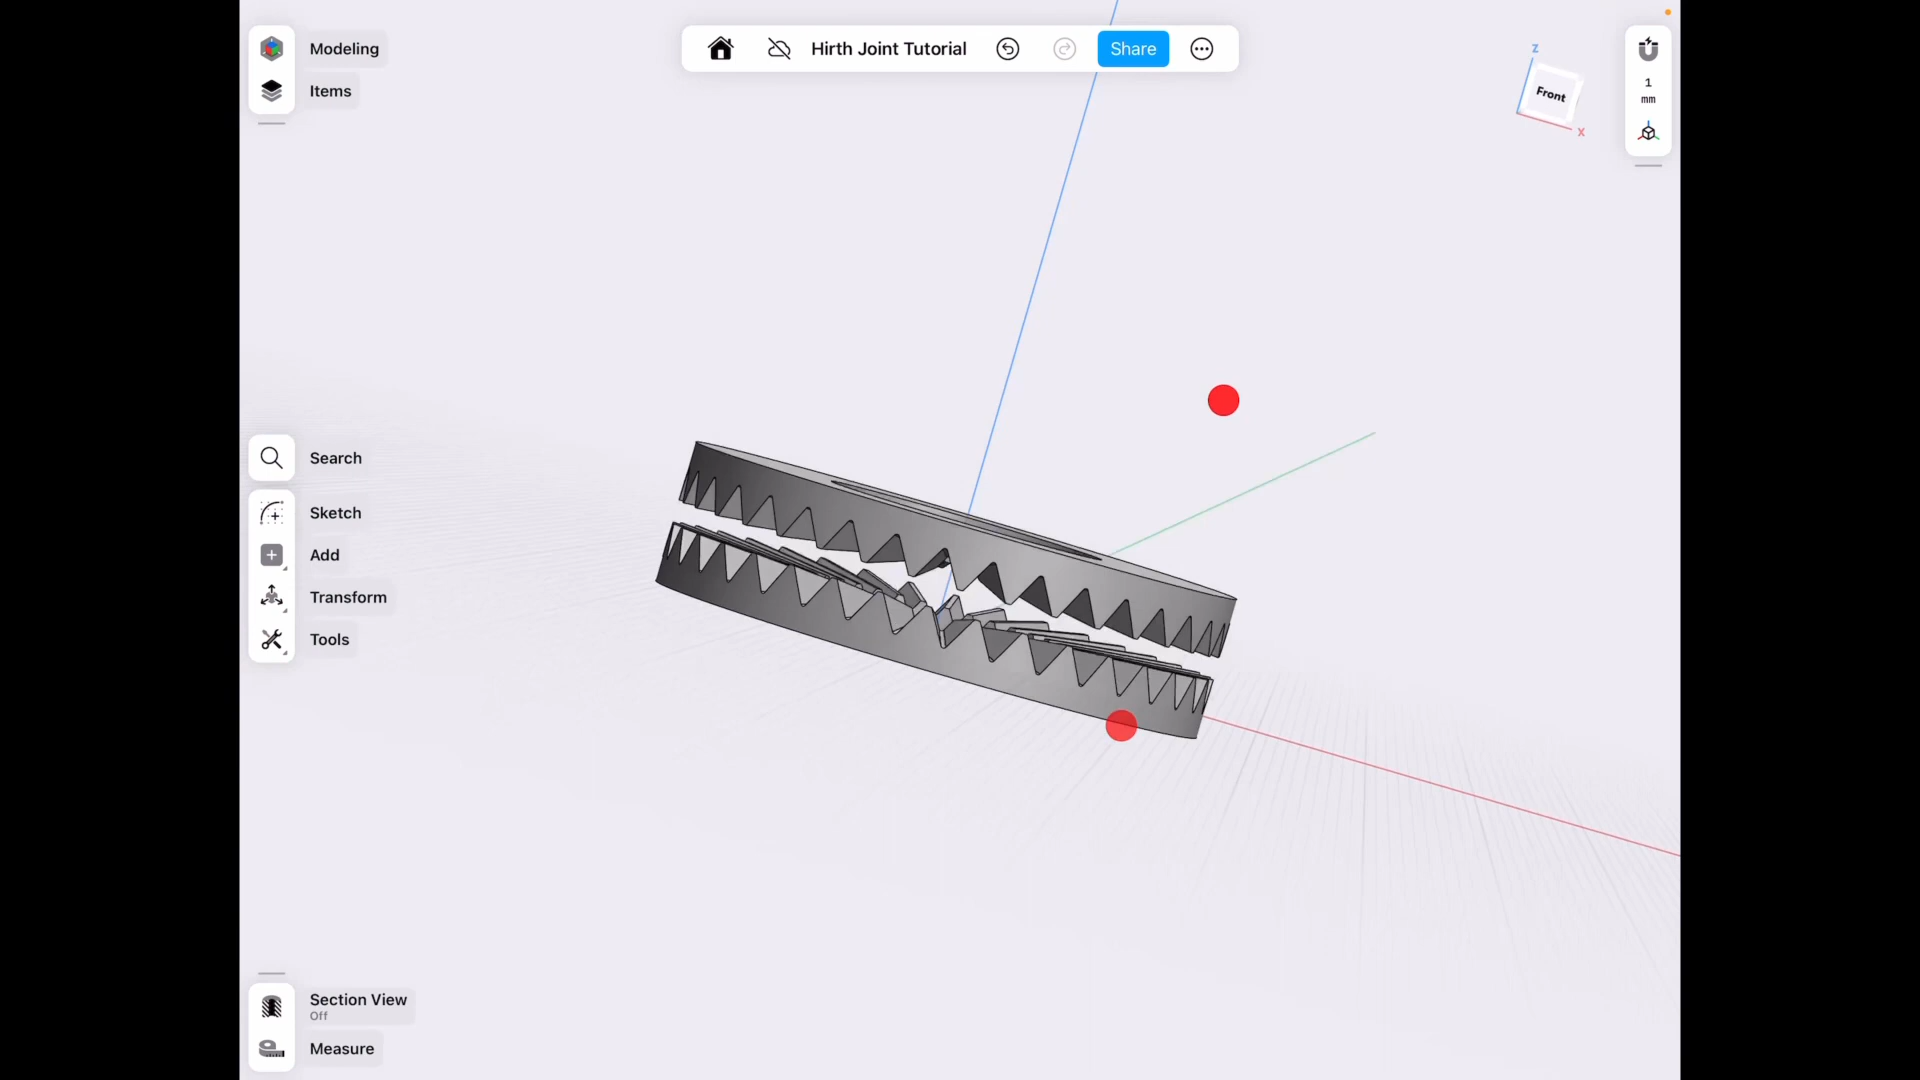 Modeling
Items
Hirth Joint Tutorial
Share
Z
Front
X
1
mm
Search
Sketch
Add
Transform
Tools
Section View
Off
Measure